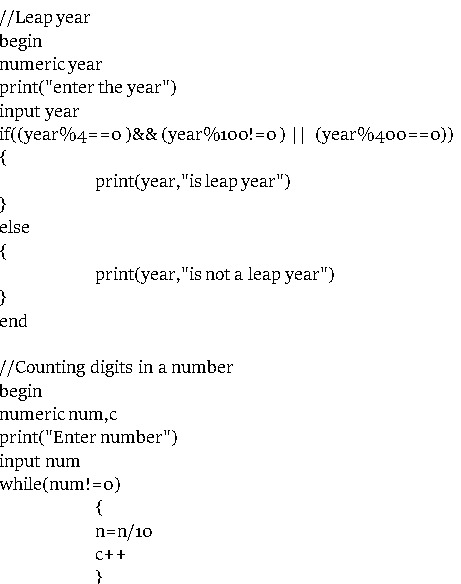 //Leap year
begin
numeric year
print("enter the year")
input year
if((year%4==0 )&& (year%100!=0 ) || (year%400==0))
{
print(year,"is leap year")
}
else
{
print(year,"is not a leap year")
}
end
//Counting digits in a number
begin
numeric num,c
print("Enter number")
input num
while(num!=0)
{
n=n/10
c++
}